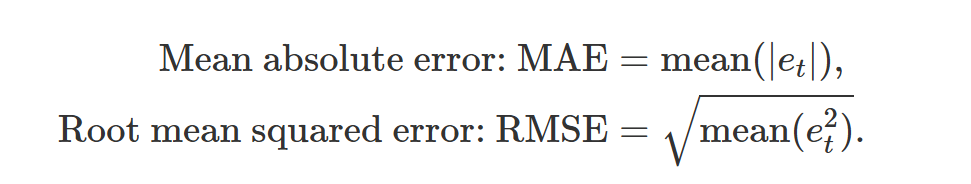 Mean absolute error: MAE = mean(|e_t|),
Root mean squared error: RMSE = √mean(e_t^2).